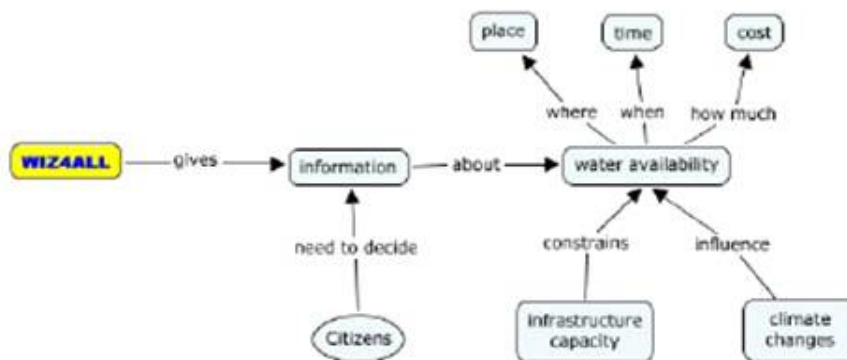 place
time
cost
where
when
how much
WIZ4ALL
gives
information
about
water availability
need to decide
constrains
influence
Citizens
infrastructure
capacity
climate
changes